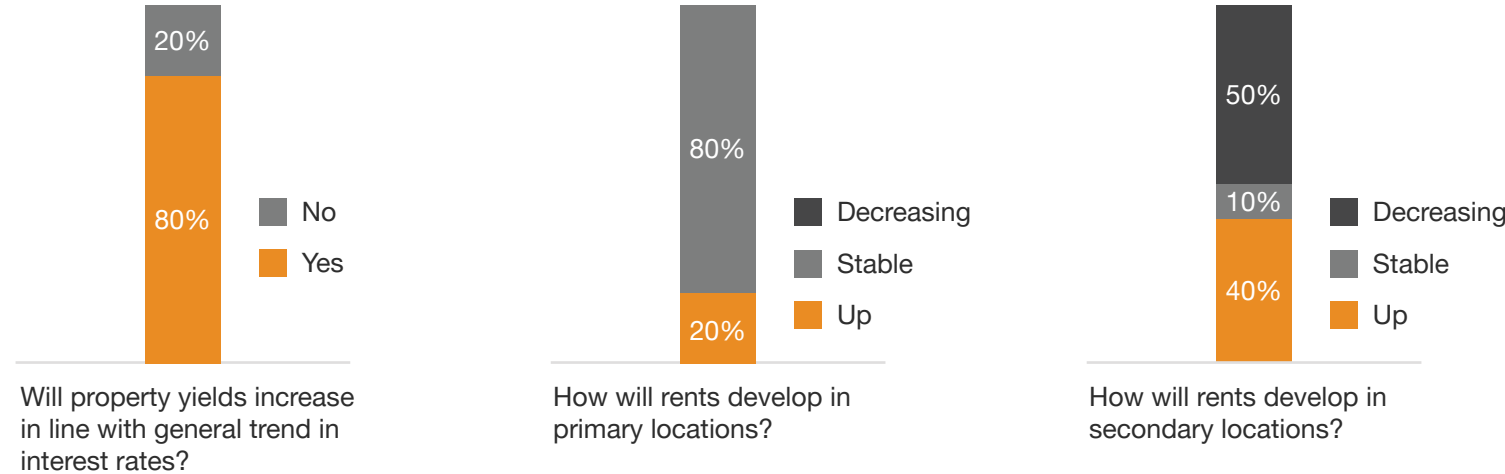 20%
80%
No
Yes
Will property yields increase
in line with general trend in
interest rates?
80%
20%
Decreasing
Stable
Up
How will rents develop in
primary locations?
50%
10%
40%
Decreasing
Stable
Up
How will rents develop in
secondary locations?